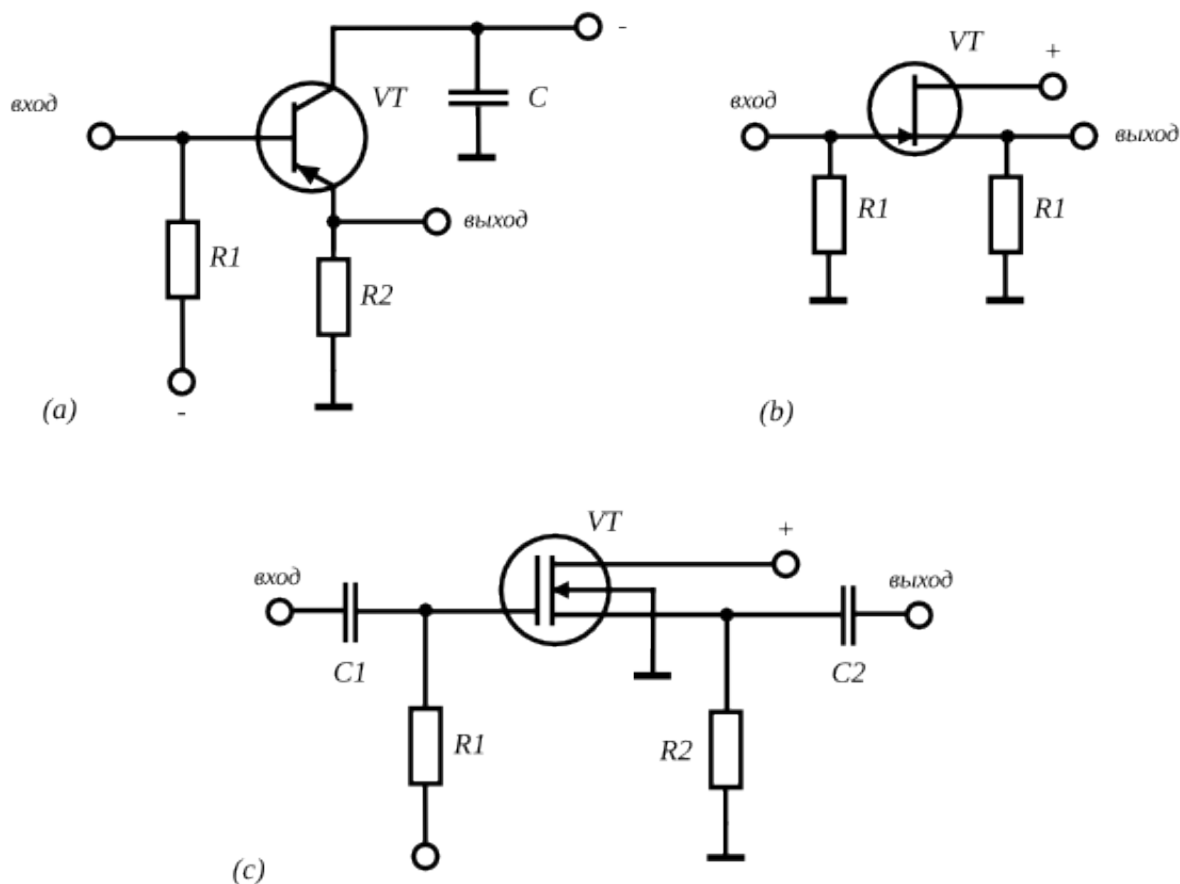 -
вход
VT
C
выход
R1
R2
-
(a)
VT
+
вход
выход
R1
R1
(b)
VT
+
вход
выход
C1
C2
R1
R2
(c)